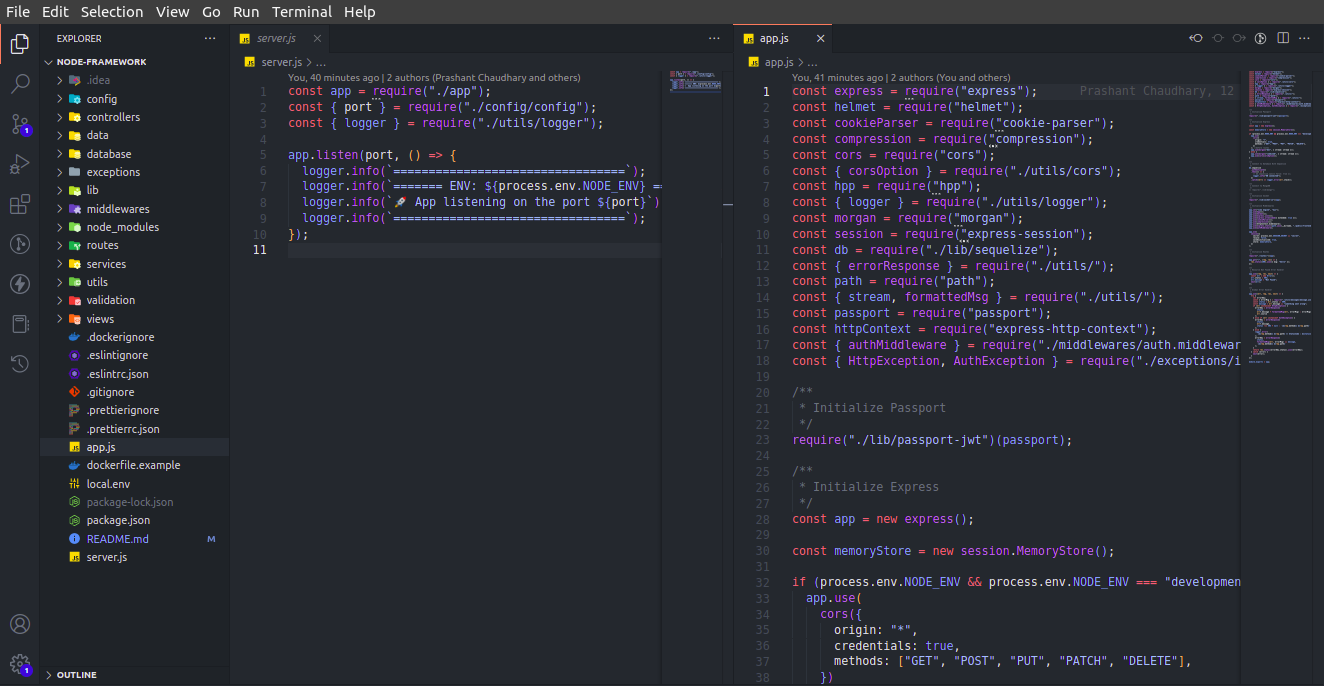 File Edit Selection View Go Run Terminal Help
EXPLORER
NODE-FRAMEWORK
.idea
config
controllers
data
database
exceptions
lib
middlewares
node_modules
routes
services
utils
validation
views
.dockerignore
.eslintignore
.eslintrc.json
.gitignore
.prettierignore
.prettierrc.json
app.js
dockerfile.example
local.env
package-lock.json
package.json
README.md M
server.js
OUTLINE
1
1
server.js
server.js > ...
You, 40 minutes ago | 2 authors (Prashant Chaudhary and others)
1 const app = require("./app");
2 const { port } = require("./config/config");
3 const { logger } = require("./utils/logger");
4
5 app.listen(port, () => {
6 logger.info(`=================================`);
7 logger.info(`======= ENV: ${process.env.NODE_ENV} ==
8 logger.info(`🚀 App listening on the port ${port}`)
9 logger.info(`=================================`);
10 });
11
app.js
app.js > ...
You, 41 minutes ago | 2 authors (You and others)
1 const express = require("express"); Prashant Chaudhary, 12
2 const helmet = require("helmet");
3 const cookieParser = require("cookie-parser");
4 const compression = require("compression");
5 const cors = require("cors");
6 const { corsOption } = require("./utils/cors");
7 const hpp = require("hpp");
8 const { logger } = require("./utils/logger");
9 const morgan = require("morgan");
10 const session = require("express-session");
11 const db = require("./lib/sequelize");
12 const { errorResponse } = require("./utils/");
13 const path = require("path");
14 const { stream, formattedMsg } = require("./utils/");
15 const passport = require("passport");
16 const httpContext = require("express-http-context");
17 const { authMiddleware } = require("./middlewares/auth.middlewar
18 const { HttpException, AuthException } = require("./exceptions/i
19
20 /**
21 * Initialize Passport
22 */
23 require("./lib/passport-jwt")(passport);
24
25 /**
26 * Initialize Express
27 */
28 const app = new express();
29
30 const memoryStore = new session.MemoryStore();
31
32 if (process.env.NODE_ENV && process.env.NODE_ENV === "developmen
33 app.use(
34 cors({
35 origin: "*",
36 credentials: true,
37 methods: ["GET", "POST", "PUT", "PATCH", "DELETE"],
38 })